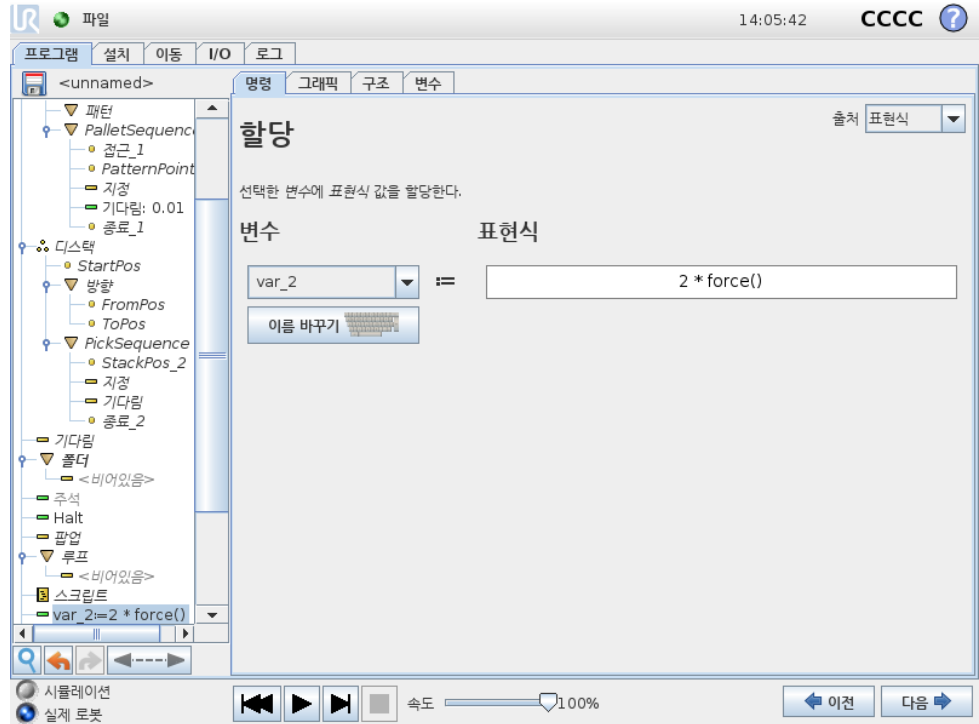 UR 파일 14:05:42 CCCC ?
프로그램 설치 이동 I/O 로그
<unnamed>
패턴
PalletSequenc
접근_1
PatternPoint
지정
기다림: 0.01
종료_1
디스택
StartPos
방향
FromPos
ToPos
PickSequence
StackPos_2
지정
기다림
종료_2
기다림
폴더
<비어있음>
주석
Halt
팝업
루프
<비어있음>
스크립트
var_2:=2 * force()
명령 그래픽 구조 변수
할당
출처 표현식
선택한 변수에 표현식 값을 할당한다.
변수 표현식
var_2 := 2 * force()
이름 바꾸기
시뮬레이션
실제 로봇
속도 100%
이전 다음